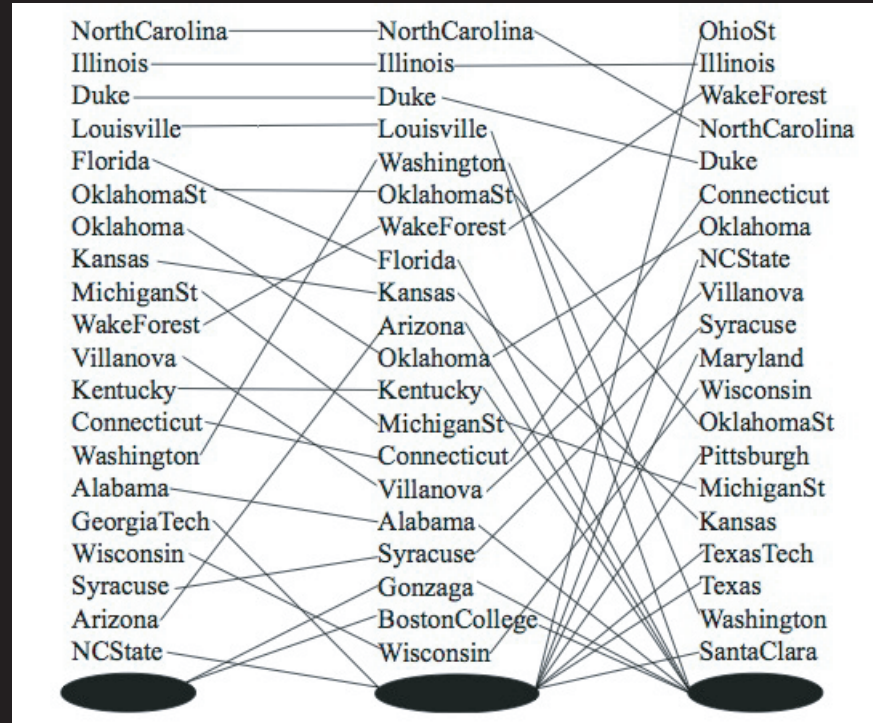 NorthCarolina NorthCarolina OhioSt
Illinois Illinois Illinois
Duke Duke WakeForest
Louisville Louisville NorthCarolina
Florida Washington Duke
OklahomaSt OklahomaSt Connecticut
Oklahoma WakeForest Oklahoma
Kansas Florida NCState
MichiganSt Kansas Villanova
WakeForest Arizona Syracuse
Villanova Oklahoma Maryland
Kentucky Kentucky Wisconsin
Connecticut MichiganSt OklahomaSt
Washington Connecticut Pittsburgh
Alabama Villanova MichiganSt
GeorgiaTech Alabama Kansas
Wisconsin Syracuse TexasTech
Syracuse Gonzaga Texas
Arizona BostonCollege Washington
NCState Wisconsin SantaClara